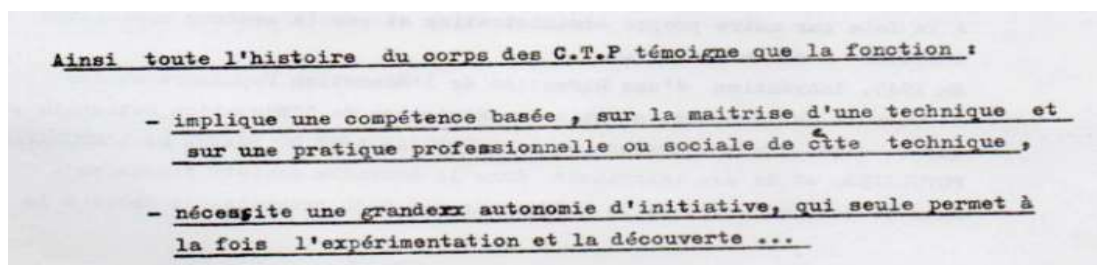 Ainsi toute l'histoire du corps des C.T.P témoigne que la fonction :
- implique une compétence basée , sur la maitrise d'une technique et
sur une pratique professionnelle ou sociale de cette technique ,
- nécessite une grandexx autonomie d'initiative, qui seule permet à
la fois l'expérimentation et la découverte ...